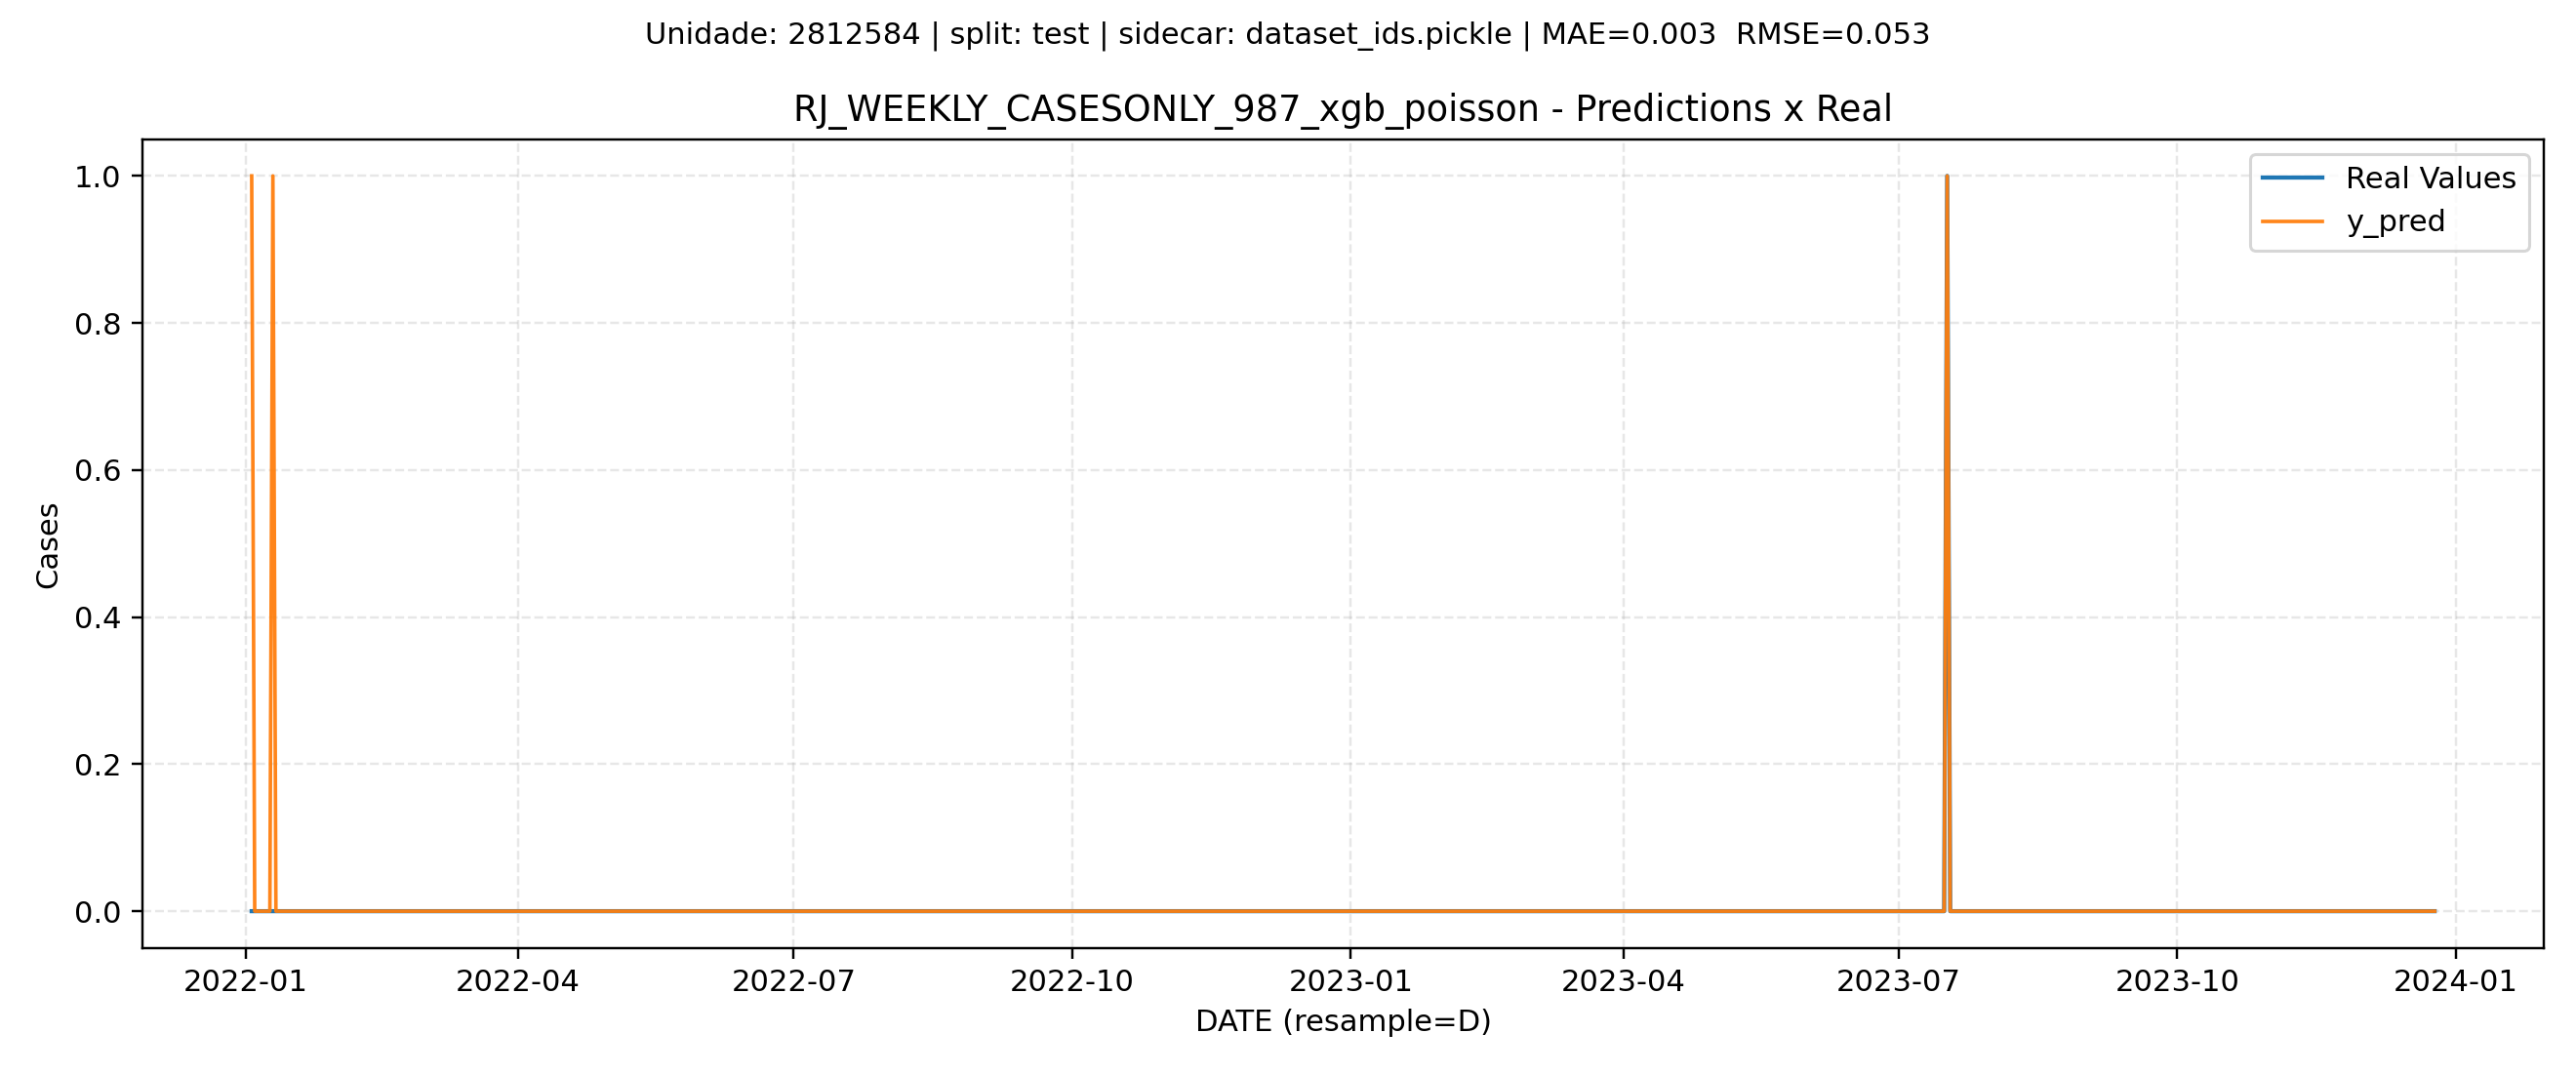 Unidade: 2812584 | split: test | sidecar: dataset_ids.pickle | MAE=0.003  RMSE=0.053
RJ_WEEKLY_CASESONLY_987_xgb_poisson - Predictions x Real
Real Values
y_pred
Cases
1.0
0.8
0.6
0.4
0.2
0.0
2022-01
2022-04
2022-07
2022-10
2023-01
2023-04
2023-07
2023-10
2024-01
DATE (resample=D)